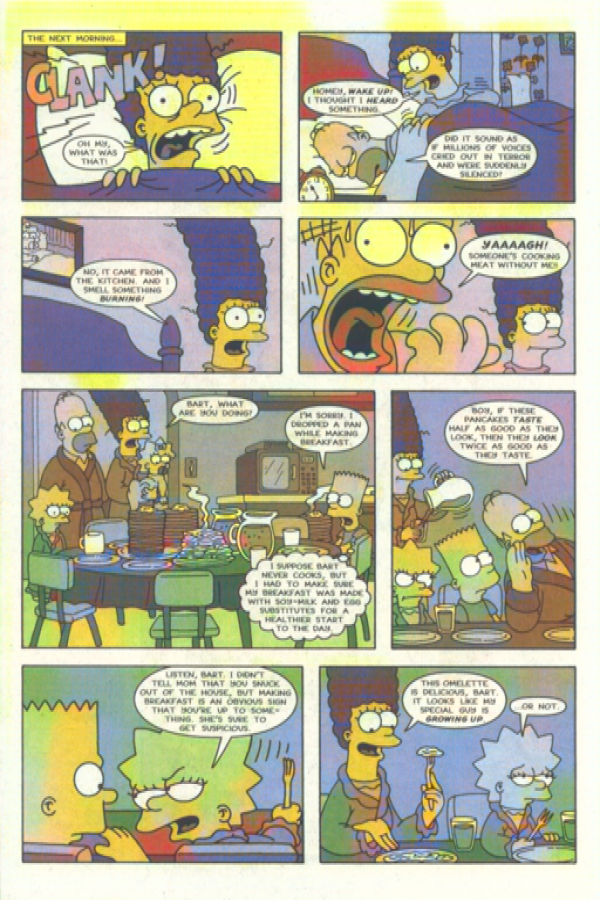 THE NEXT MORNING...
CLANK!
OH MY,
WHAT WAS
THAT!
HOMEY, WAKE UP!
I THOUGHT I HEARD
SOMETHING.
DID IT SOUND AS
IF MILLIONS OF VOICES
CRIED OUT IN TERROR
AND WERE SUDDENLY
SILENCED?
NO, IT CAME FROM
THE KITCHEN. AND I
SMELL SOMETHING
BURNING!
YAAAAGH!
SOMEONE'S COOKING
MEAT WITHOUT ME!!
BART, WHAT
ARE YOU DOING?
I'M SORRY. I
DROPPED A PAN
WHILE MAKING
BREAKFAST.
I SUPPOSE BART
NEVER COOKS, BUT
I HAD TO MAKE SURE
MY BREAKFAST WAS MADE
WITH SOY-MILK AND EGG
SUBSTITUTES FOR A
HEALTHIER START
TO THE DAY.
BOY, IF THESE
PANCAKES TASTE
HALF AS GOOD AS THEY
LOOK, THEN THEY LOOK
TWICE AS GOOD AS
THEY TASTE.
LISTEN, BART. I DIDN'T
TELL MOM THAT YOU SNUCK
OUT OF THE HOUSE, BUT MAKING
BREAKFAST IS AN OBVIOUS SIGN
THAT YOU'RE UP TO SOME-
THING. SHE'S SURE TO
GET SUSPICIOUS.
THIS OMELETTE
IS DELICIOUS, BART.
IT LOOKS LIKE MY
SPECIAL GUY IS
GROWING UP.
...OR NOT.